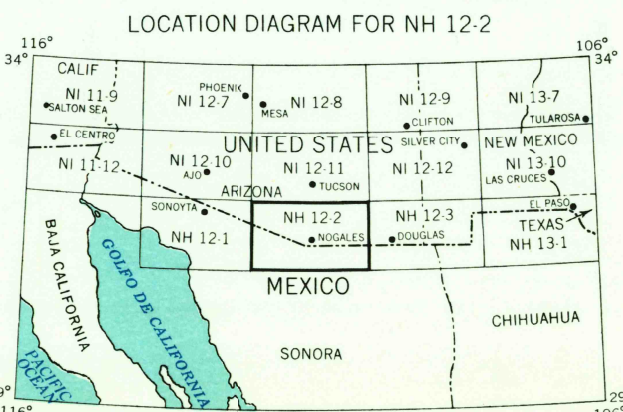 LOCATION DIAGRAM FOR NH 12-2
116° 106°
34° 34°
CALIF
NI 11-9
SALTON SEA
PHOENIX
NI 12-7
MESA
NI 12-8
NI 12-9
CLIFTON
NI 13-7
TULAROSA
EL CENTRO
NI 11-12
UNITED STATES
SILVER CITY
NEW MEXICO
NI 12-10
AJO
NI 12-11
TUCSON
NI 12-12
NI 13-10
LAS CRUCES
ARIZONA
SONOYTA
NH 12-1
NH 12-2
NOGALES
NH 12-3
DOUGLAS
EL PASO
TEXAS
NH 13-1
BAJA CALIFORNIA
GOLFO DE CALIFORNIA
MEXICO
SONORA
CHIHUAHUA
PACIFIC
OCEAN